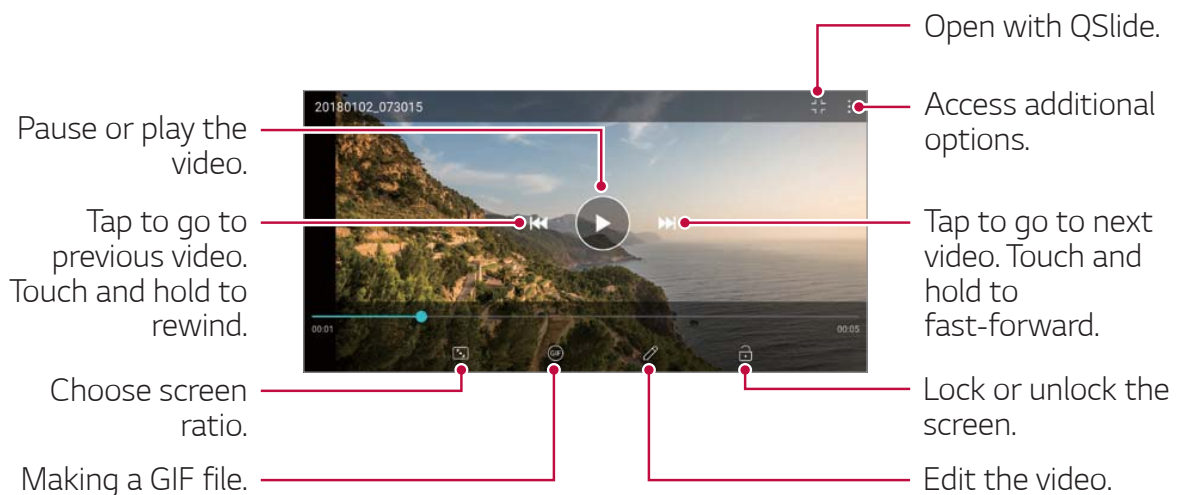 Open with QSlide.
20180102_073015
Access additional
options.
Pause or play the
video.
Tap to go to
previous video.
Touch and hold to
rewind.
Tap to go to next
video. Touch and
hold to
fast-forward.
00:01
00:05
GIF
Choose screen
ratio.
Lock or unlock the
screen.
Making a GIF file.
Edit the video.